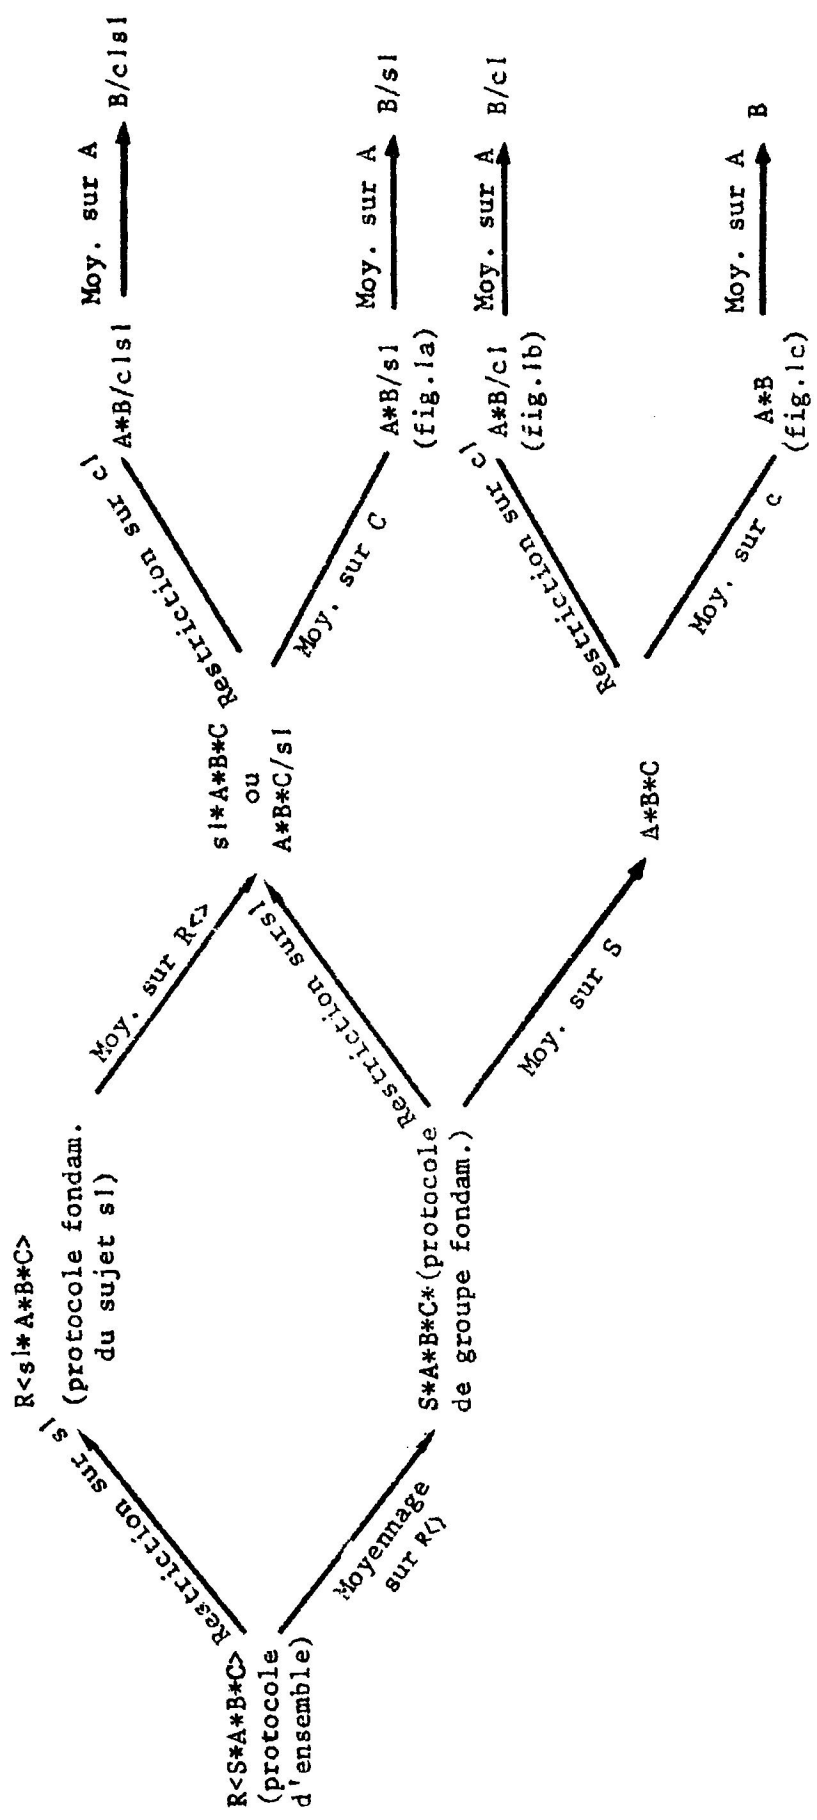 R<S*A*B*C>
(protocole
d'ensemble)
Restriction sur s1
Moyennage
sur R<>
R<s1*A*B*C>
(protocole fondam.
du sujet s1)
S*A*B*C*(protocole
de groupe fondam.)
Moy. sur R<>
Restriction surs1
Moy. sur S
s1*A*B*C
ou
A*B*C/s1
A*B*C
Restriction sur c1
Moy. sur C
Restriction sur c1
Moy. sur c
A*B/c1s1
A*B/s1
(fig.1a)
A*B/c1
(fig.1b)
A*B
(fig.1c)
Moy. sur A
B/c1s1
Moy. sur A
B/s1
Moy. sur A
B/c1
Moy. sur A
B